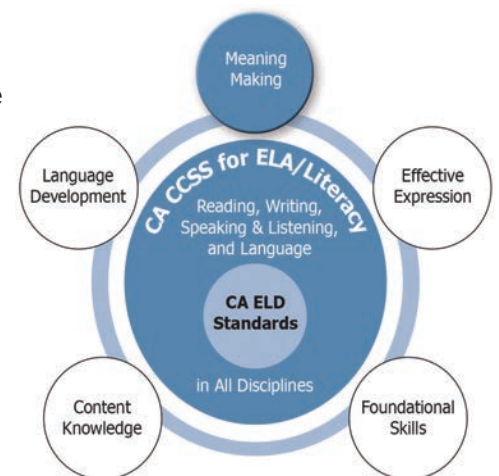 Meaning
Making
e
Language
Development
Effective
Expression
CA CCSS for ELA/Literacy
Reading, Writing,
Speaking & Listening,
and Language
CA ELD
Standards
in All Disciplines
Content
Knowledge
Foundational
Skills